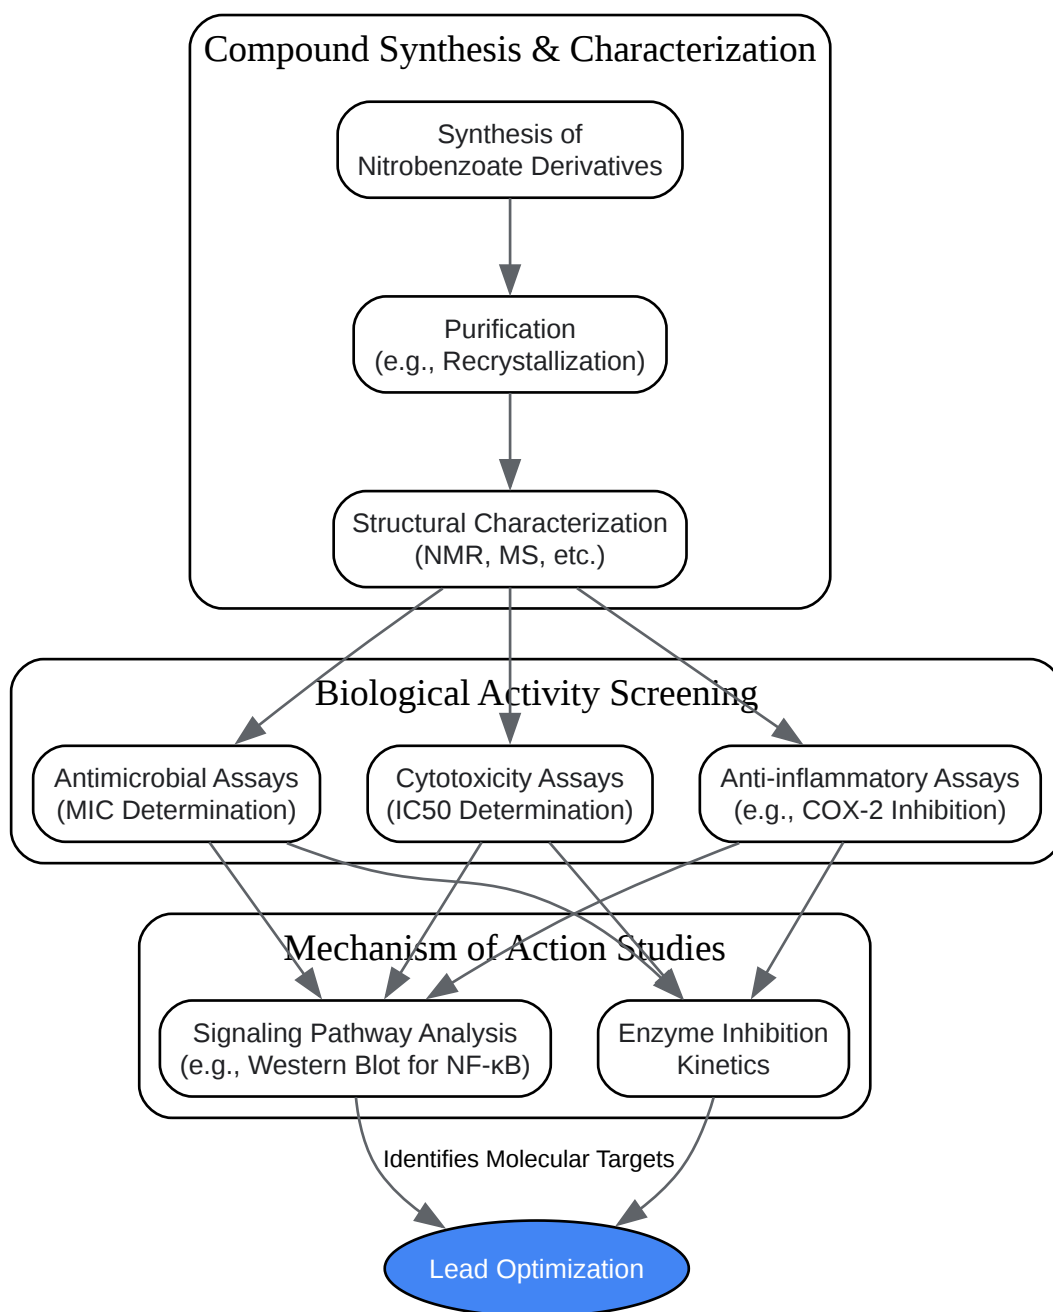 Compound Synthesis & Characterization
Synthesis of
Nitrobenzoate Derivatives
Purification
(e.g., Recrystallization)
Structural Characterization
(NMR, MS, etc.)
Biological Activity Screening
Antimicrobial Assays
(MIC Determination)
Cytotoxicity Assays
(IC50 Determination)
Anti-inflammatory Assays
(e.g., COX-2 Inhibition)
Mechanism of Action Studies
Signaling Pathway Analysis
(e.g., Western Blot for NF-κB)
Enzyme Inhibition
Kinetics
Identifies Molecular Targets
Lead Optimization